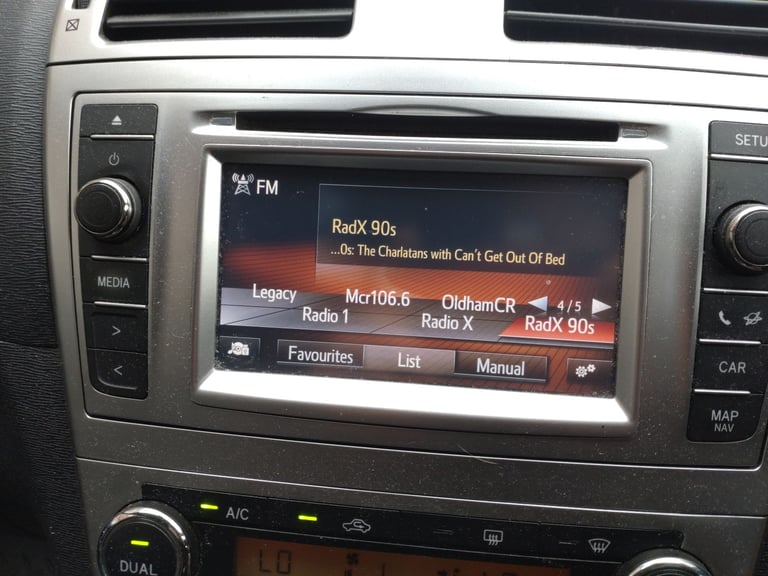 SETU
FM
RadX 90s
...0s: The Charlatans with Can't Get Out Of Bed
MEDIA
Legacy Mcr106.6 OldhamCR 4/5
Radio 1 Radio X RadX 90s
>
<
Favourites List Manual
CAR
MAP
NAV
A/C
DUAL
LO